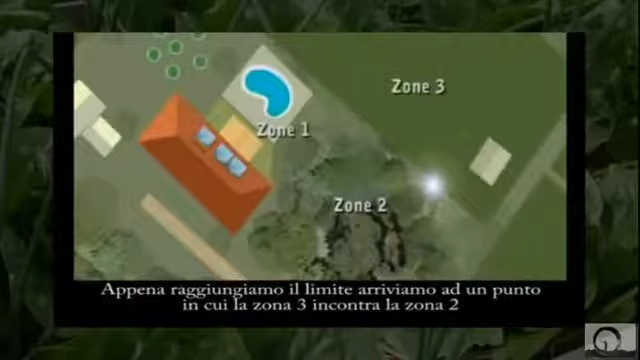 Zone 3
Zone 1
Zone 2
Appena raggiungiamo il limite arriviamo ad un punto
in cui la zona 3 incontra la zona 2